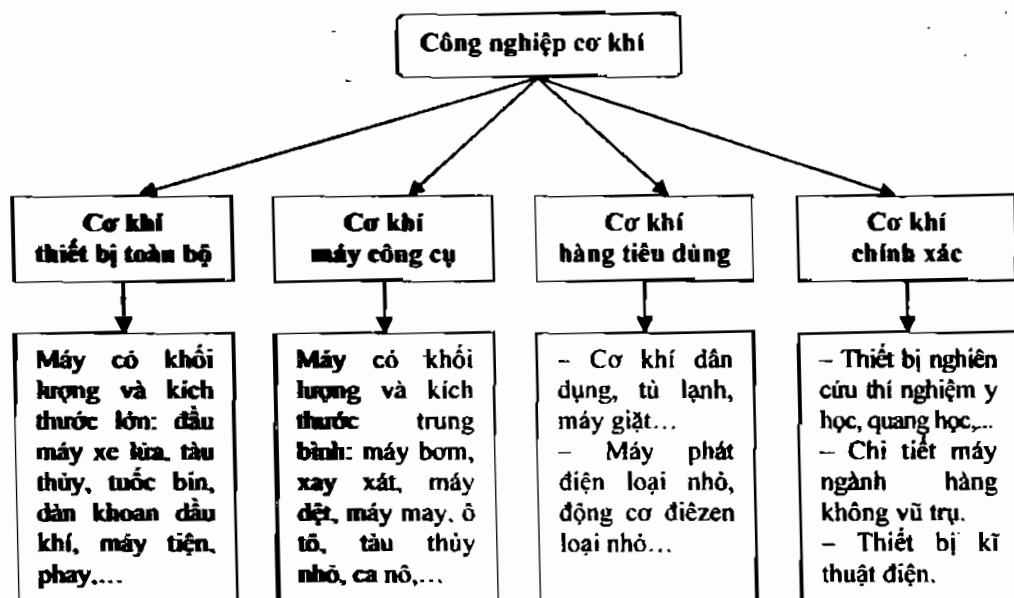 Công nghiệp cơ khí
Cơ khí
thiết bị toàn bộ
Cơ khí
máy công cụ
Cơ khí
hàng tiêu dùng
Cơ khí
chính xác
Máy có khối
lượng và kích
thước lớn: đầu
máy xe lửa, tàu
thủy, tuốc bin,
dàn khoan dầu
khí, máy tiện,
phay,...
Máy có khối
lượng và kích
thước trung
bình: máy bơm,
xay xát, máy
dệt, máy may, ô
tô, tàu thủy
nhỏ, ca nô,...
– Cơ khí dân
dụng, tủ lạnh,
máy giặt...
– Máy phát
điện loại nhỏ,
động cơ điêzen
loại nhỏ...
– Thiết bị nghiên
cứu thí nghiệm y
học, quang học,...
– Chi tiết máy
ngành hàng
không vũ trụ.
– Thiết bị kĩ
thuật điện.